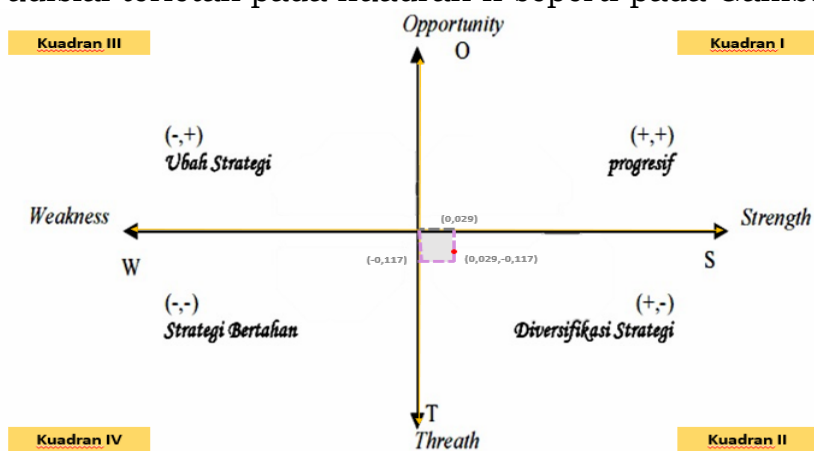 Opportunity
O
Kuadran III
Kuadran I
(-,+)
Ubah Strategi
(+,+)
progresif
Weakness
(0,029)
Strength
W
(-0,117)
(0,029,-0,117)
S
(-,-)
Strategi Bertahan
(+,-)
Diversifikasi Strategi
T
Threath
Kuadran IV
Kuadran II